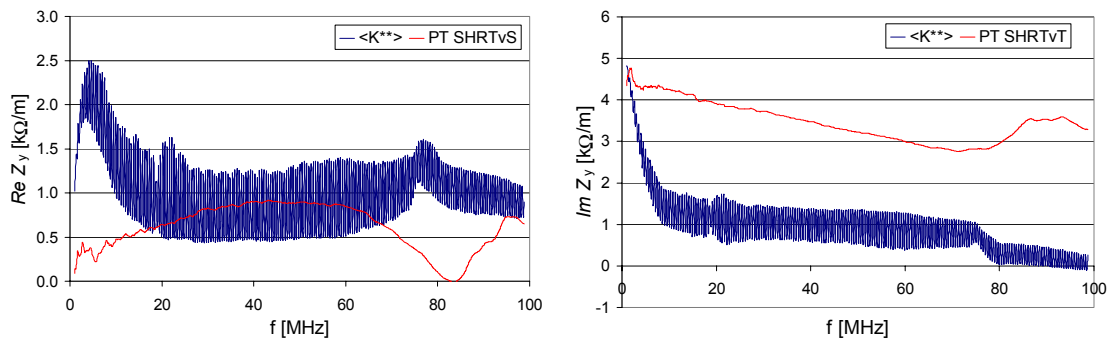 <K**> PT SHRTvS
3.0
2.5
2.0
1.5
1.0
0.5
0.0
Re Z y [kΩ/m]
0 20 40 60 80 100
f [MHz]
<K**> PT SHRTvT
6
5
4
3
2
1
0
-1
Im Z y [kΩ/m]
0 20 40 60 80 100
f [MHz]